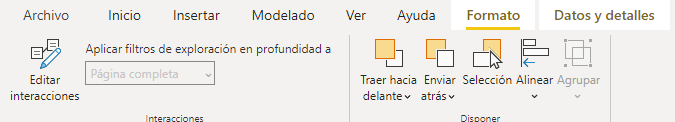 Archivo Inicio Insertar Modelado Ver Ayuda Formato Datos y detalles
Editar interacciones
Aplicar filtros de exploración en profundidad a
Página completa
Interacciones
Traer hacia delante
Enviar atrás
Selección
Alinear
Agrupar
Disponer